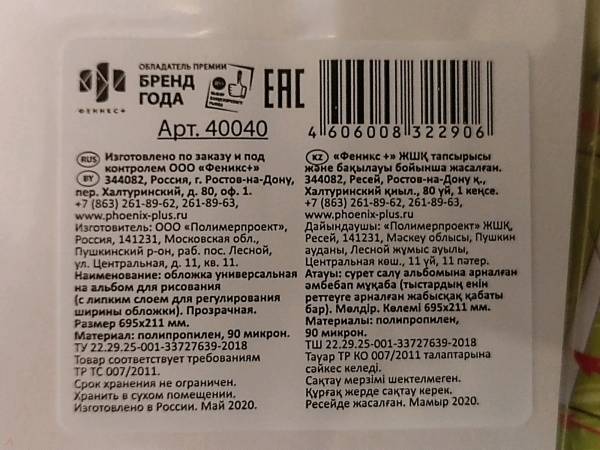 ФЕНИКС+
ОБЛАДАТЕЛЬ ПРЕМИИ
БРЕНД
ГОДА
EAC
Арт. 40040
4 606008 322906
RUS Изготовлено по заказу и под
контролем ООО «Феникс+»
BY 344082, Россия, г. Ростов-на-Дону,
пер. Халтуринский, д. 80, оф. 1.
+7 (863) 261-89-62, 261-89-63,
www.phoenix-plus.ru
Изготовитель: ООО «Полимерпроект»,
Россия, 141231, Московская обл.,
Пушкинский р-он, раб. пос. Лесной,
ул. Центральная, д. 11, кв. 11.
Наименование: обложка универсальная
на альбом для рисования
(с липким слоем для регулирования
ширины обложки). Прозрачная.
Размер 695х211 мм.
Материал: полипропилен, 90 микрон.
ТУ 22.29.25-001-33727639-2018
Товар соответствует требованиям
ТР ТС 007/2011.
Срок хранения не ограничен.
Хранить в сухом помещении.
Изготовлено в России. Май 2020.
KZ «Феникс +» ЖШҚ тапсырысы
және бақылауы бойынша жасалған.
344082, Ресей, Ростов-на-Дону қ.,
Халтуринский қиыл., 80 үй, 1 кеңсе.
+7 (863) 261-89-62, 261-89-63,
www.phoenix-plus.ru
Дайындаушы: «Полимерпроект» ЖШҚ,
Ресей, 141231, Мәскеу облысы, Пушкин
ауданы, Лесной жұмыс ауылы,
Центральная көш., 11 үй, 11 пәтер.
Атауы: сурет салу альбомына арналған
әмбебап мұқаба (тыстардың енін
реттеуге арналған жабысқақ қабаты
бар). Мөлдір. Көлемі 695х211 мм.
Материалы: полипропилен,
90 микрон.
ТШ 22.29.25-001-33727639-2018
Тауар ТР КО 007/2011 талаптарына
сәйкес келеді.
Сақтау мерзімі шектелмеген.
Құрғақ жерде сақтау керек.
Ресейде жасалған. Мамыр 2020.